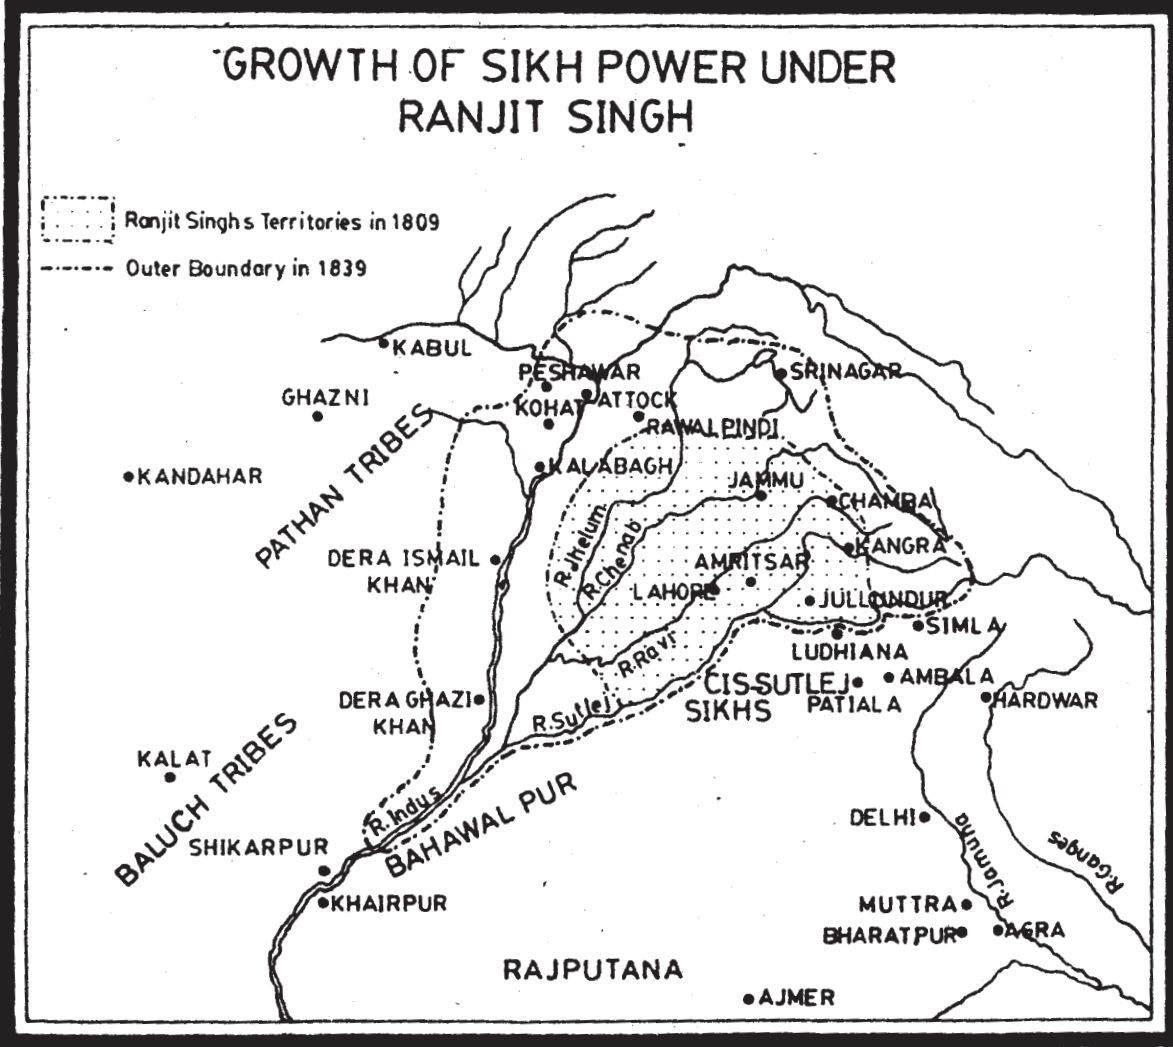 GROWTH OF SIKH POWER UNDER
RANJIT SINGH
Ranjit Singhs Territories in 1809
Outer Boundary in 1839
KABUL
PESHAWAR
SRINAGAR
GHAZNI
KOHAT
ATTOCK
RAWALPINDI
PATHAN TRIBES
KANDAHAR
KALABAGH
JAMMU
CHAMBA
R.Jhelum
R.Chenab
KANGRA
DERA ISMAIL
KHAN
AMRITSAR
LAHORE
JULLUNDUR
SIMLA
LUDHIANA
R.Ravi
CIS-SUTLEJ
SIKHS
PATIALA
AMBALA
HARDWAR
DERA GHAZI
KHAN
R.Sutlej
KALAT
BALUCH TRIBES
R.Indus
BAHAWAL PUR
SHIKARPUR
KHAIRPUR
DELHI
R.Jamuna
R.Ganges
MUTTRA
BHARATPUR
AGRA
RAJPUTANA
AJMER